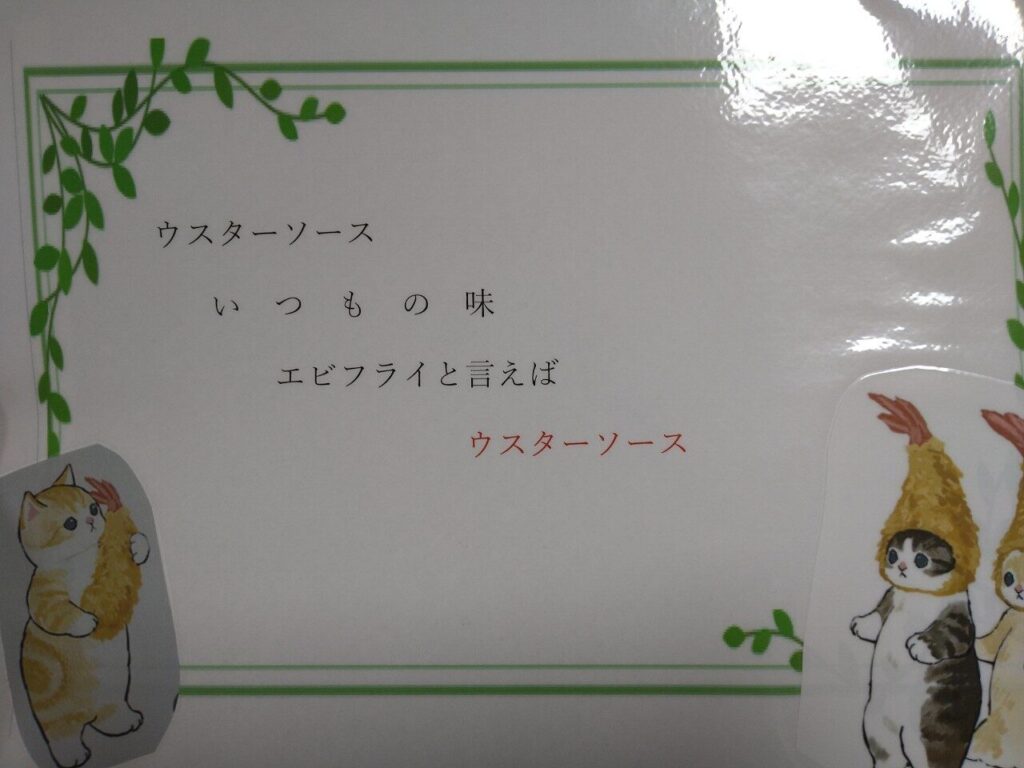 ウスターソース
い つ も の 味
エビフライと言えば
ウスターソース